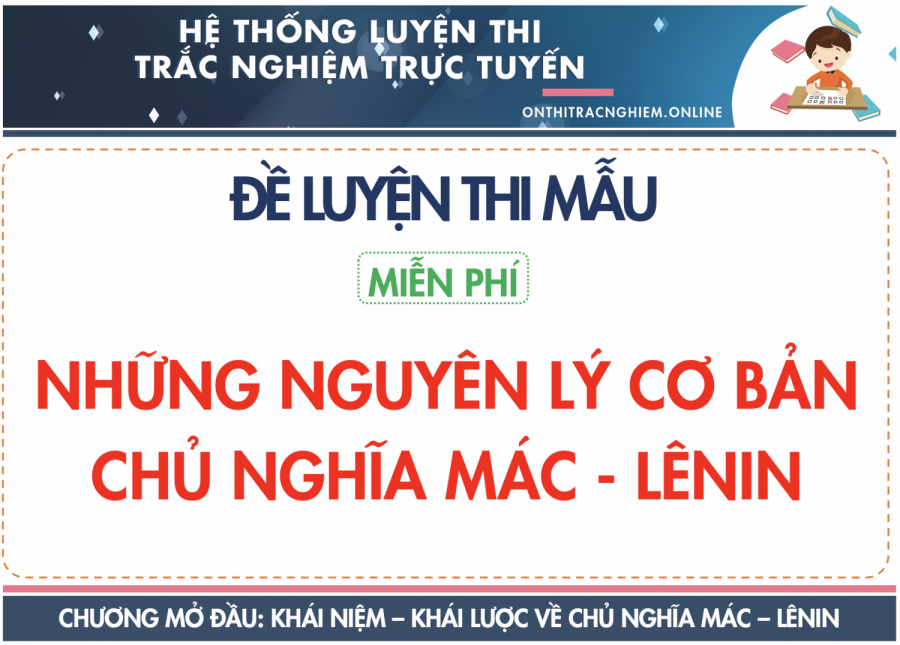 HỆ THỐNG LUYỆN THI
TRẮC NGHIỆM TRỰC TUYẾN
ONTHITRACNGHIEM.ONLINE
ĐỀ LUYỆN THI MẪU
MIỄN PHÍ
NHỮNG NGUYÊN LÝ CƠ BẢN
CHỦ NGHĨA MÁC - LÊNIN
CHƯƠNG MỞ ĐẦU: KHÁI NIỆM – KHÁI LƯỢC VỀ CHỦ NGHĨA MÁC – LÊNIN